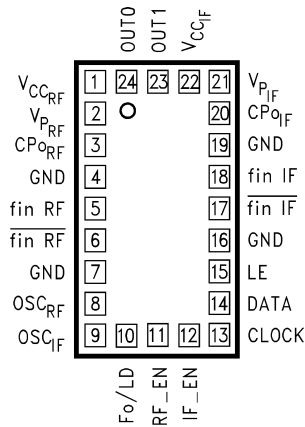 OUT0
OUT1
VCCIF
VCCRF 1 24 23 22 21 VPIF
VPRF 2 20 CPoIF
CPoRF 3 19 GND
GND 4 18 fin IF
fin RF 5 17 fin IF
fin RF 6 16 GND
GND 7 15 LE
OSCRF 8 14 DATA
OSCIF 9 10 11 12 13 CLOCK
Fo/LD
RF_EN
IF_EN